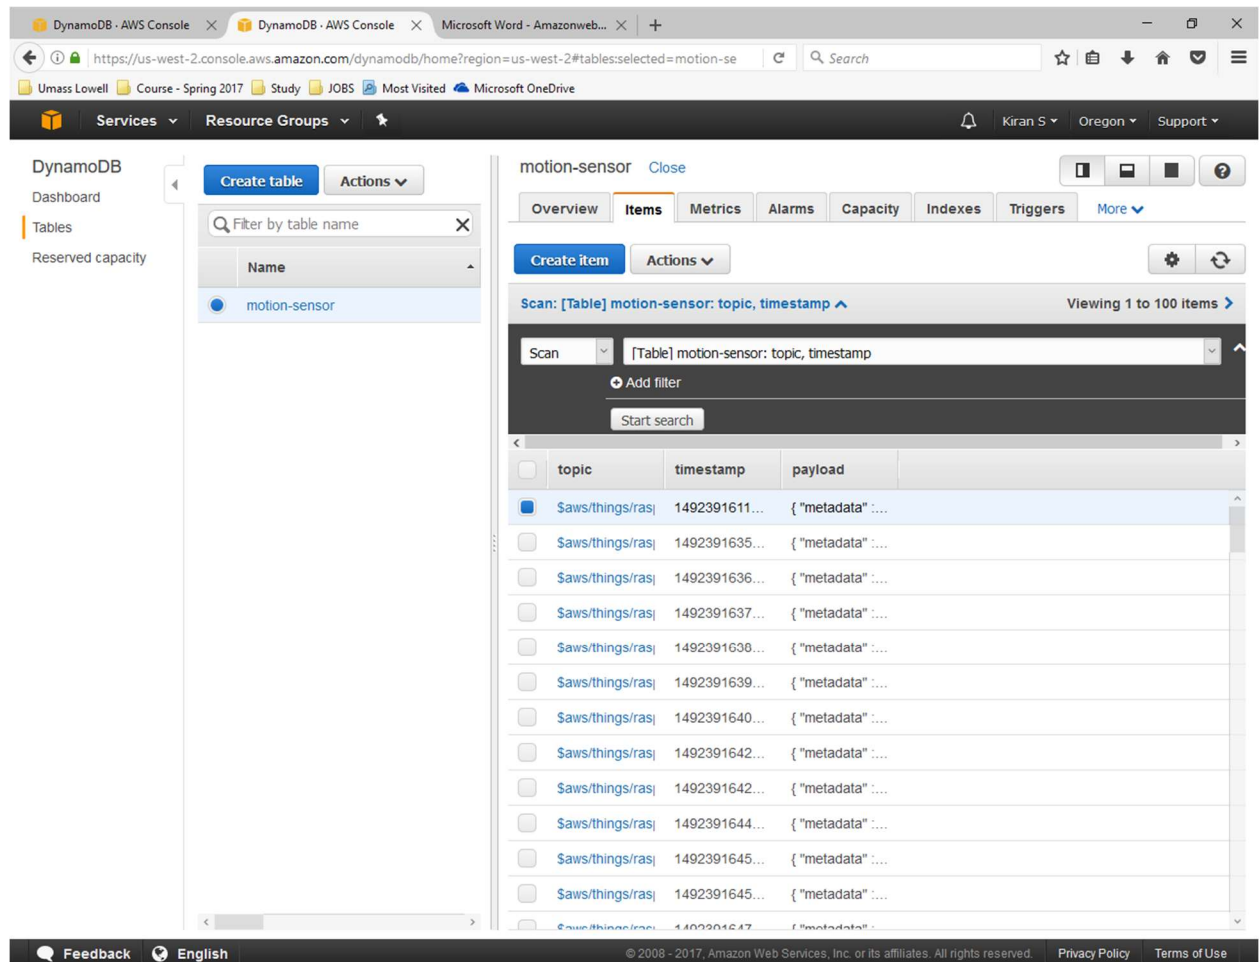 DynamoDB · AWS Console
DynamoDB · AWS Console
Microsoft Word - Amazonweb...
https://us-west-2.console.aws.amazon.com/dynamodb/home?region=us-west-2#tables:selected=motion-se
Search
Umass Lowell Course - Spring 2017 Study JOBS Most Visited Microsoft OneDrive
Services Resource Groups Kiran S Oregon Support
DynamoDB
Dashboard
Tables
Reserved capacity
Create table Actions
Filter by table name
Name
motion-sensor
motion-sensor Close
Overview Items Metrics Alarms Capacity Indexes Triggers More
Create item Actions
Scan: [Table] motion-sensor: topic, timestamp Viewing 1 to 100 items
Scan [Table] motion-sensor: topic, timestamp
Add filter
Start search
topic timestamp payload
$aws/things/ras 1492391611... { "metadata" :...
$aws/things/ras 1492391635... { "metadata" :...
$aws/things/ras 1492391636... { "metadata" :...
$aws/things/ras 1492391637... { "metadata" :...
$aws/things/ras 1492391638... { "metadata" :...
$aws/things/ras 1492391639... { "metadata" :...
$aws/things/ras 1492391640... { "metadata" :...
$aws/things/ras 1492391642... { "metadata" :...
$aws/things/ras 1492391642... { "metadata" :...
$aws/things/ras 1492391644... { "metadata" :...
$aws/things/ras 1492391645... { "metadata" :...
$aws/things/ras 1492391645... { "metadata" :...
Feedback English © 2008 - 2017, Amazon Web Services, Inc. or its affiliates. All rights reserved. Privacy Policy Terms of Use